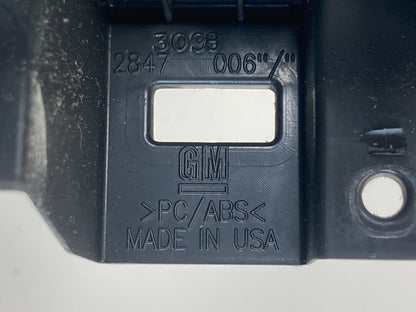 3098
2847 006"/"
GM
>PC/ABS<
MADE IN USA